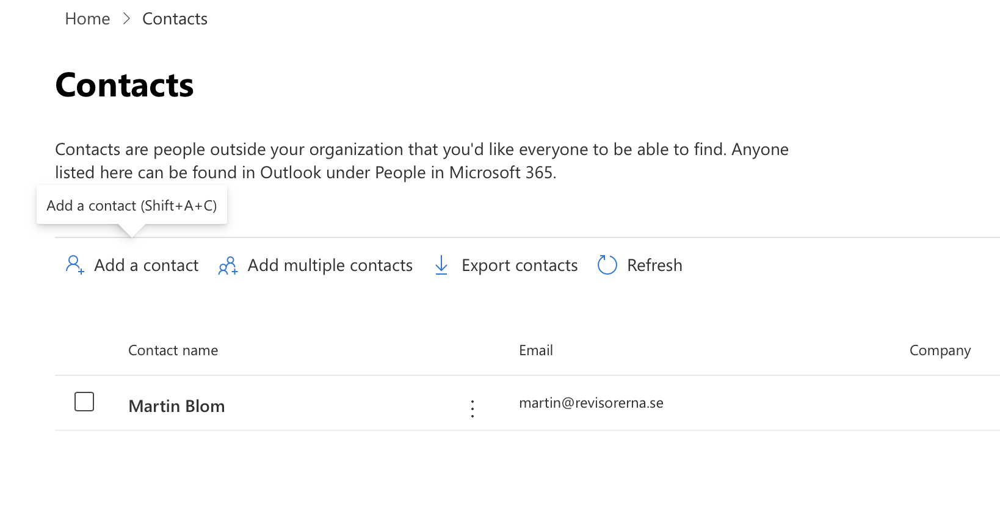 Home > Contacts
Contacts
Contacts are people outside your organization that you'd like everyone to be able to find. Anyone
listed here can be found in Outlook under People in Microsoft 365.
Add a contact (Shift+A+C)
Add a contact Add multiple contacts Export contacts Refresh
Contact name Email Company
Martin Blom martin@revisorerna.se